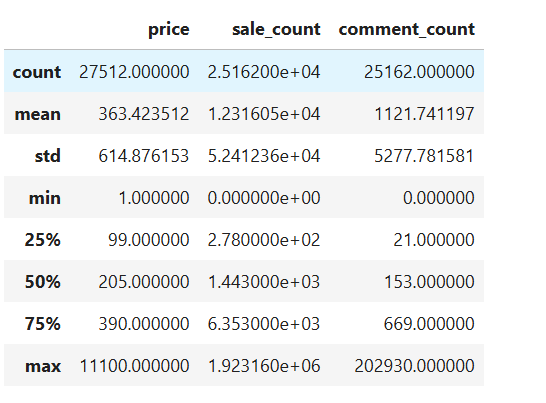 price sale_count comment_count
count 27512.000000 2.516200e+04 25162.000000
mean 363.423512 1.231605e+04 1121.741197
std 614.876153 5.241236e+04 5277.781581
min 1.000000 0.000000e+00 0.000000
25% 99.000000 2.780000e+02 21.000000
50% 205.000000 1.443000e+03 153.000000
75% 390.000000 6.353000e+03 669.000000
max 11100.000000 1.923160e+06 202930.000000